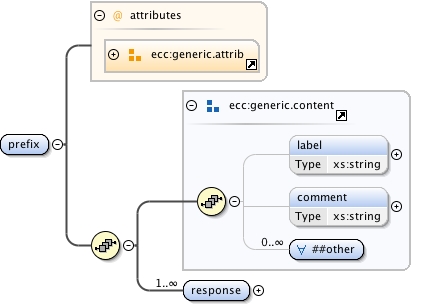 @ attributes
ecc:generic.attrib
ecc:generic.content
label
Type xs:string
prefix
comment
Type xs:string
0..∞
∀ ##other
1..∞
response